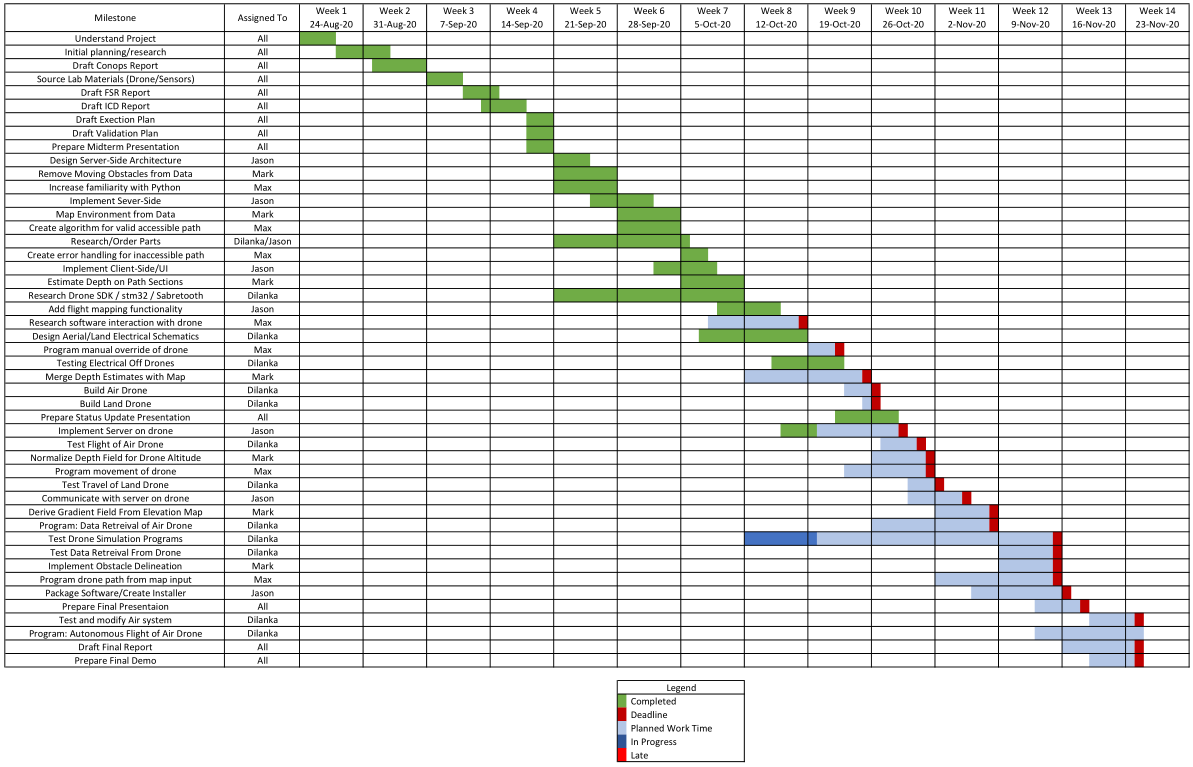 Milestone Assigned To Week 1 Week 2 Week 3 Week 4 Week 5 Week 6 Week 7 Week 8 Week 9 Week 10 Week 11 Week 12 Week 13 Week 14
24-Aug-20 31-Aug-20 7-Sep-20 14-Sep-20 21-Sep-20 28-Sep-20 5-Oct-20 12-Oct-20 19-Oct-20 26-Oct-20 2-Nov-20 9-Nov-20 16-Nov-20 23-Nov-20
Understand Project All
Initial planning/research All
Draft Conops Report All
Source Lab Materials (Drone/Sensors) All
Draft FSR Report All
Draft ICD Report All
Draft Exection Plan All
Draft Validation Plan All
Prepare Midterm Presentation All
Design Server-Side Architecture Jason
Remove Moving Obstacles from Data Mark
Increase familiarity with Python Max
Implement Sever-Side Jason
Map Environment from Data Mark
Create algorithm for valid accessible path Max
Research/Order Parts Dilanka/Jason
Create error handling for inaccessible path Max
Implement Client-Side/UI Jason
Estimate Depth on Path Sections Mark
Research Drone SDK / stm32 / Sabretooth Dilanka
Add flight mapping functionality Jason
Research software interaction with drone Max
Design Aerial/Land Electrical Schematics Dilanka
Program manual override of drone Max
Testing Electrical Off Drones Dilanka
Merge Depth Estimates with Map Mark
Build Air Drone Dilanka
Build Land Drone Dilanka
Prepare Status Update Presentation All
Implement Server on drone Jason
Test Flight of Air Drone Dilanka
Normalize Depth Field for Drone Altitude Mark
Program movement of drone Max
Test Travel of Land Drone Dilanka
Communicate with server on drone Jason
Derive Gradient Field From Elevation Map Mark
Program: Data Retreival of Air Drone Dilanka
Test Drone Simulation Programs Dilanka
Test Data Retreival From Drone Dilanka
Implement Obstacle Delineation Mark
Program drone path from map input Max
Package Software/Create Installer Jason
Prepare Final Presentaion All
Test and modify Air system Dilanka
Program: Autonomous Flight of Air Drone Dilanka
Draft Final Report All
Prepare Final Demo All
Legend
Completed
Deadline
Planned Work Time
In Progress
Late